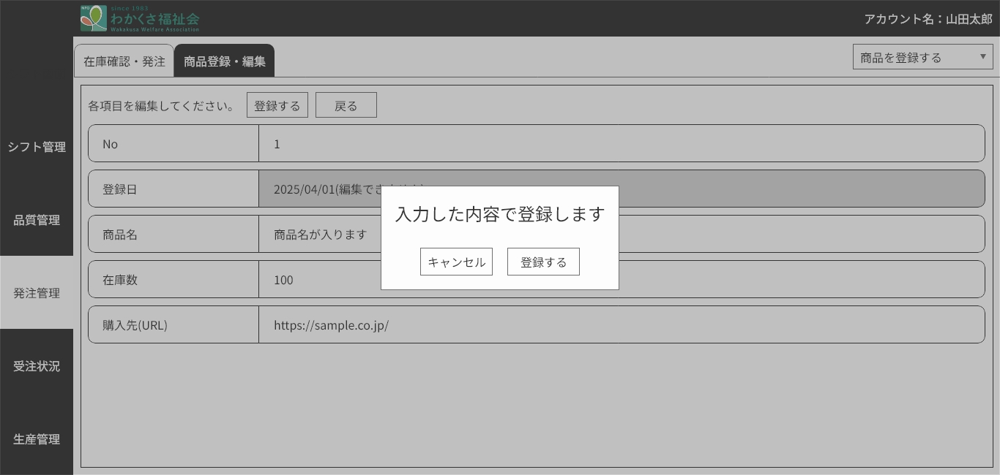 NPO
since 1983
わかくさ福祉会
Wakakusa Welfare Association
アカウント名：山田太郎
在庫確認・発注
商品登録・編集
商品を登録する
シフト管理
品質管理
発注管理
受注状況
生産管理
各項目を編集してください。
登録する
戻る
No
1
登録日
2025/04/01(編集でき
商品名
商品名が入ります
在庫数
100
購入先(URL)
https://sample.co.jp/
入力した内容で登録します
キャンセル
登録する